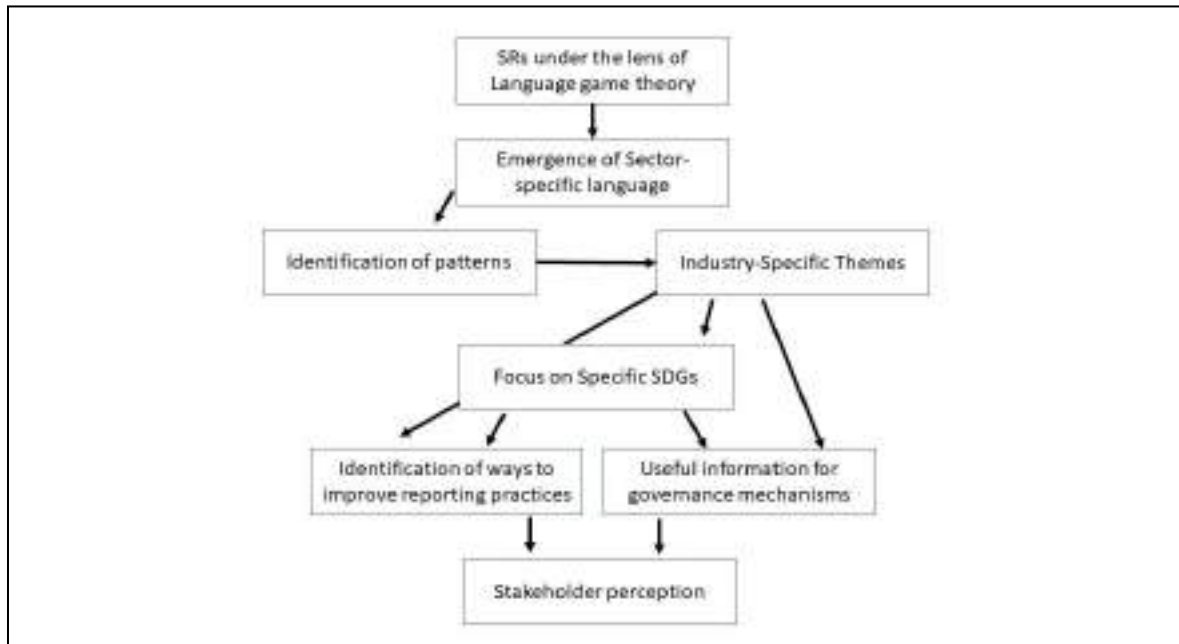 SRs under the lens of
Language game theory
Emergence of Sector-
specific language
Identification of patterns
Industry-Specific Themes
Focus on Specific SDGs
Identification of ways to
improve reporting practices
Useful information for
governance mechanisms
Stakeholder perception